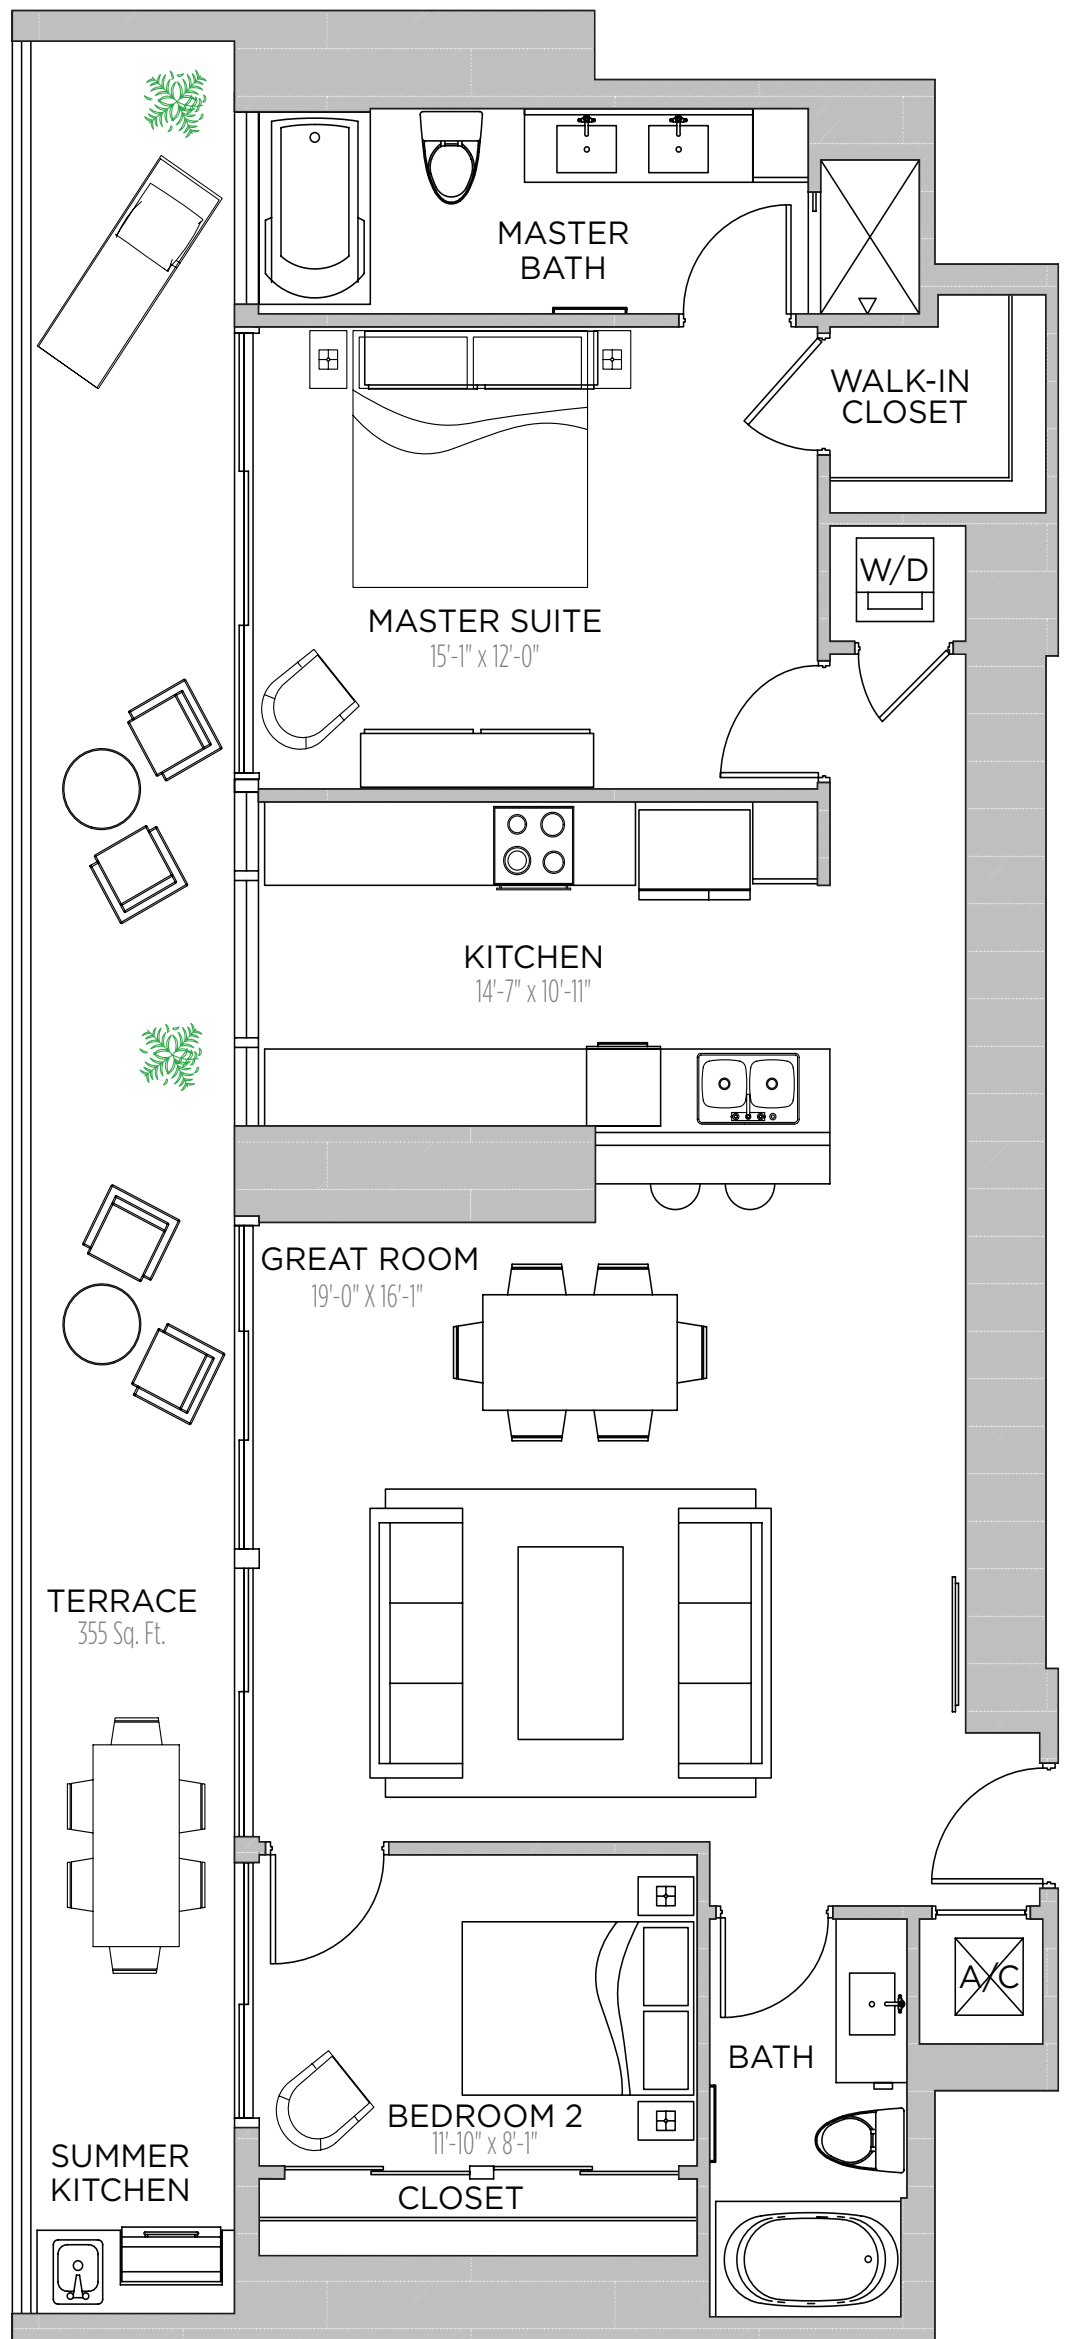 MASTER
BATH
WALK-IN
CLOSET
W/D
MASTER SUITE
15'-1" x 12'-0"
KITCHEN
14'-7" x 10'-11"
GREAT ROOM
19'-0" X 16'-1"
TERRACE
355 Sq. Ft.
A/C
BATH
BEDROOM 2
11'-10" x 8'-1"
SUMMER
KITCHEN
CLOSET